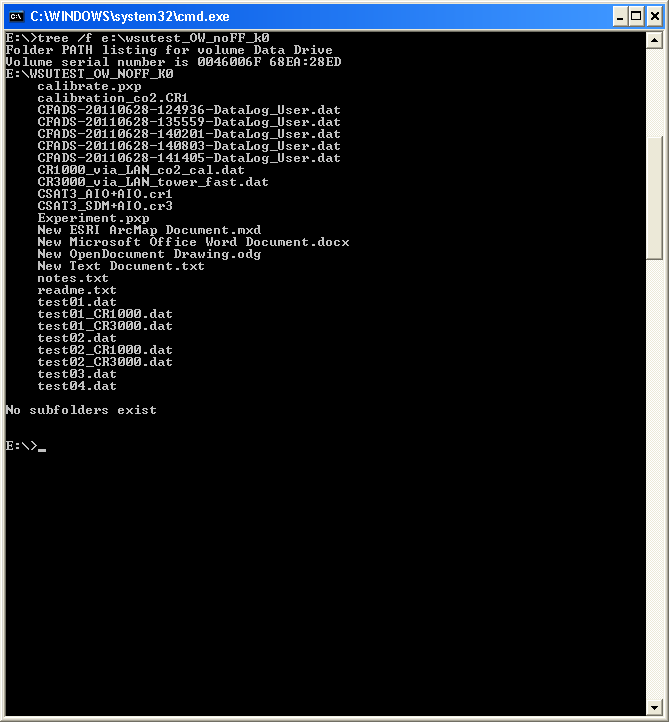 C:\WINDOWS\system32\cmd.exe
E:\>tree /f e:\wsutest_OW_noFF_k0
Folder PATH listing for volume Data Drive
Volume serial number is 0046006F 68EA:28ED
E:\WSUTEST_OW_NOFF_K0
calibrate.pxp
calibration_co2.CR1
CFADS-20110628-124936-DataLog_User.dat
CFADS-20110628-135559-DataLog_User.dat
CFADS-20110628-140201-DataLog_User.dat
CFADS-20110628-140803-DataLog_User.dat
CFADS-20110628-141405-DataLog_User.dat
CR1000_via_LAN_co2_cal.dat
CR3000_via_LAN_tower_fast.dat
CSAT3_AIO+AIO.cr1
CSAT3_SDM+AIO.cr3
Experiment.pxp
New ESRI ArcMap Document.mxd
New Microsoft Office Word Document.docx
New OpenDocument Drawing.odg
New Text Document.txt
notes.txt
readme.txt
test01.dat
test01_CR1000.dat
test01_CR3000.dat
test02.dat
test02_CR1000.dat
test02_CR3000.dat
test03.dat
test04.dat
No subfolders exist
E:\>_